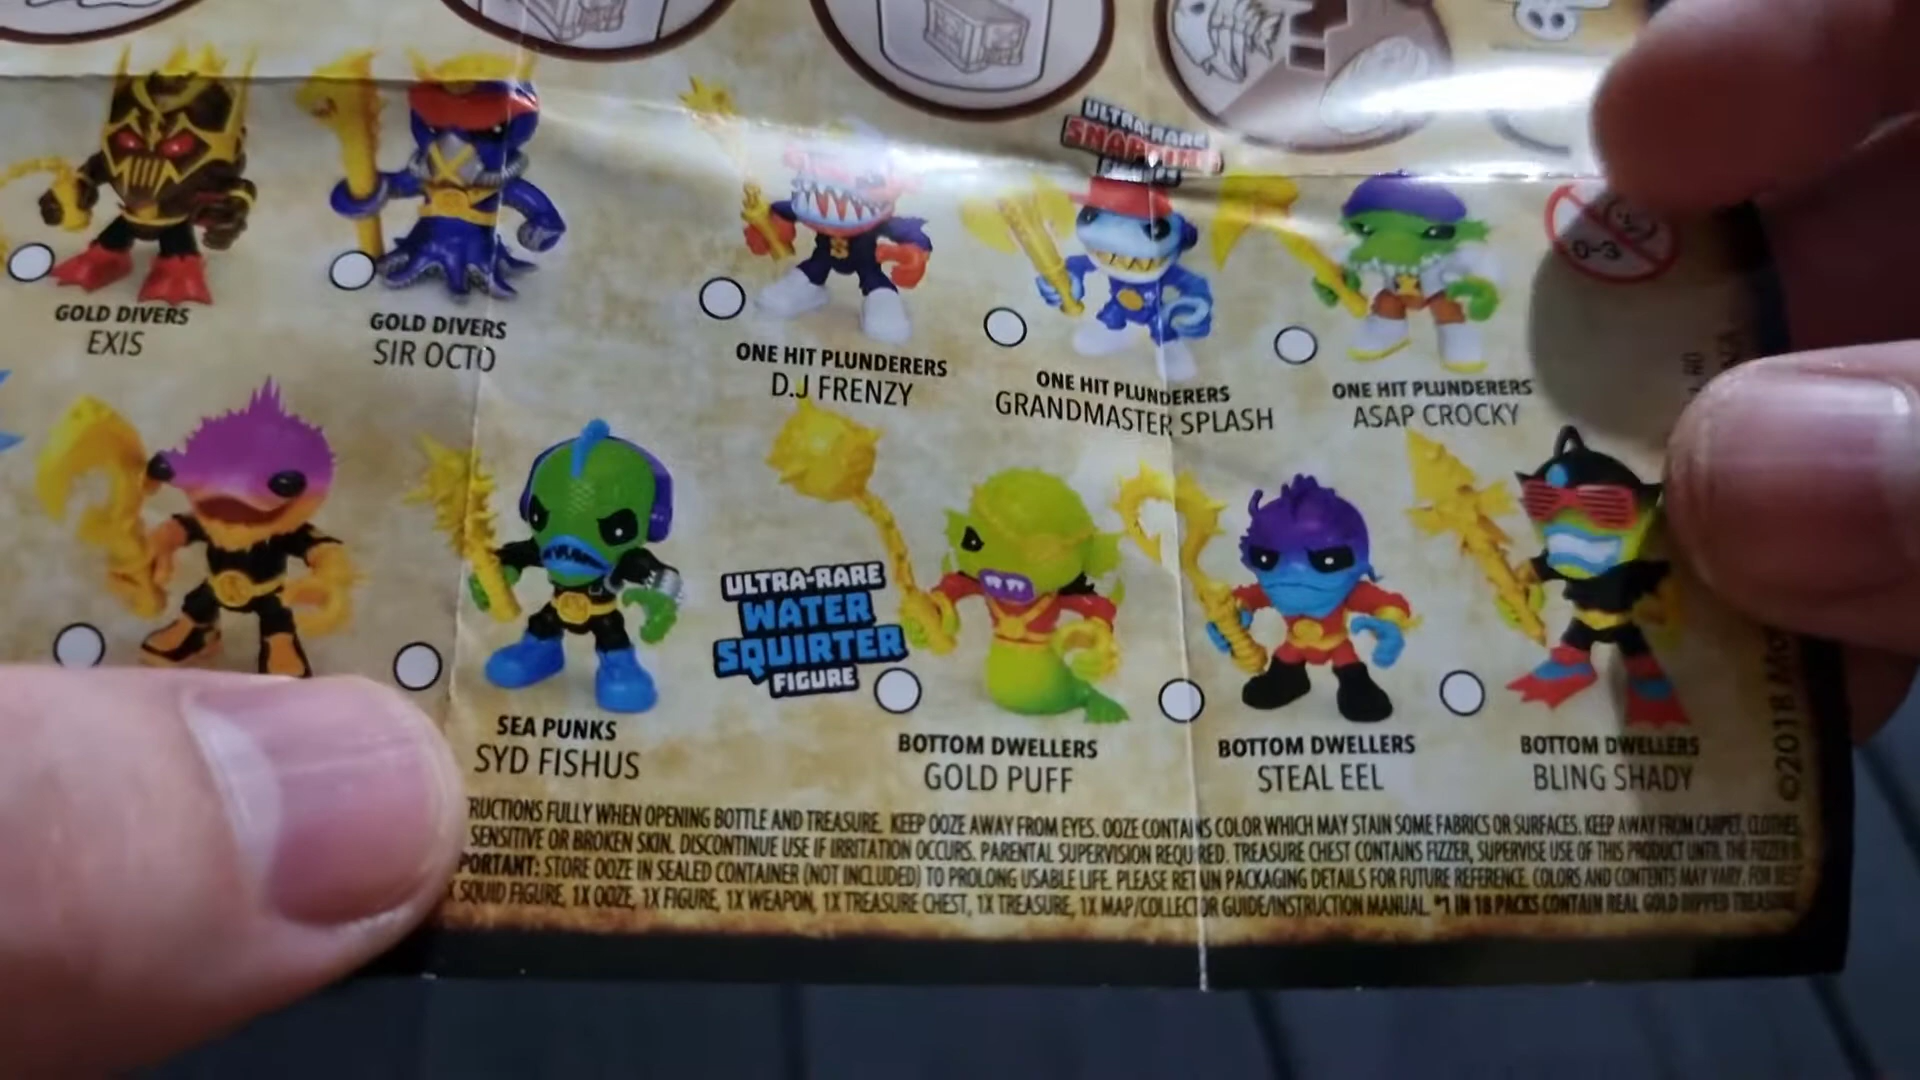 ULTRA-RARE
0-3
GOLD DIVERS
EXIS
GOLD DIVERS
SIR OCTO
ONE HIT PLUNDERERS
D.J FRENZY
ONE HIT PLUNDERERS
GRANDMASTER SPLASH
ONE HIT PLUNDERERS
ASAP CROCKY
SEA PUNKS
SYD FISHUS
ULTRA-RARE
WATER
SQUIRTER
FIGURE
BOTTOM DWELLERS
GOLD PUFF
BOTTOM DWELLERS
STEAL EEL
BOTTOM DWELLERS
BLING SHADY
©2018
FULLY WHEN OPENING BOTTLE AND TREASURE. KEEP OOZE AWAY FROM EYES. OOZE CONTAINS COLOR WHICH MAY STAIN SOME FABRICS OR SURFACES. KEEP AWAY FROM CARPET, CLOTHES,
SENSITIVE OR BROKEN SKIN. DISCONTINUE USE IF IRRITATION OCCURS. PARENTAL SUPERVISION REQUIRED. TREASURE CHEST CONTAINS FIZZER, SUPERVISE USE OF THIS PRODUCT UNTIL THE FIZZER
PORTANT: STORE OOZE IN SEALED CONTAINER (NOT INCLUDED) TO PROLONG USABLE LIFE. PLEASE RETAIN PACKAGING DETAILS FOR FUTURE REFERENCE. COLORS AND CONTENTS MAY VARY. FOR BEST
X SQUID FIGURE, 1X OOZE, 1X FIGURE, 1X WEAPON, 1X TREASURE CHEST, 1X TREASURE, 1X MAP/COLLECTOR GUIDE/INSTRUCTION MANUAL. *1 IN 18 PACKS CONTAIN REAL GOLD DIPPED TREASURE